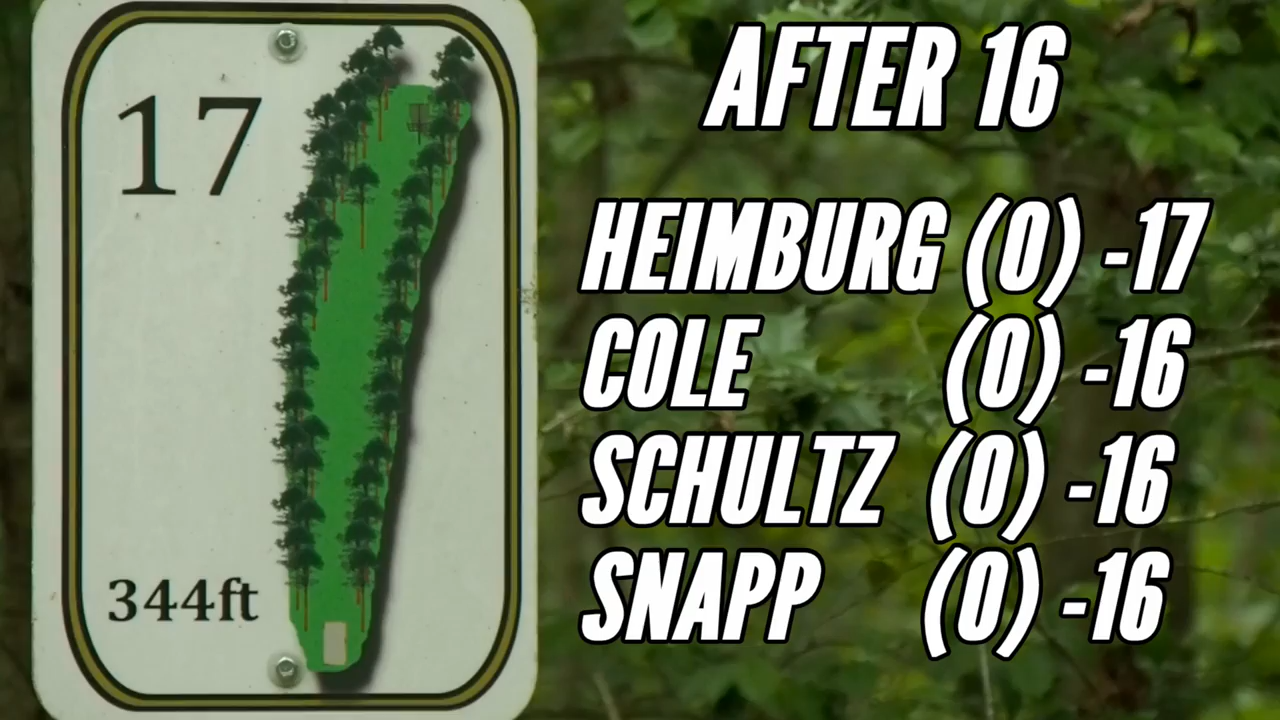 17
344ft
AFTER 16
HEIMBURG (0) -17
COLE (0) -16
SCHULTZ (0) -16
SNAPP (0) -16